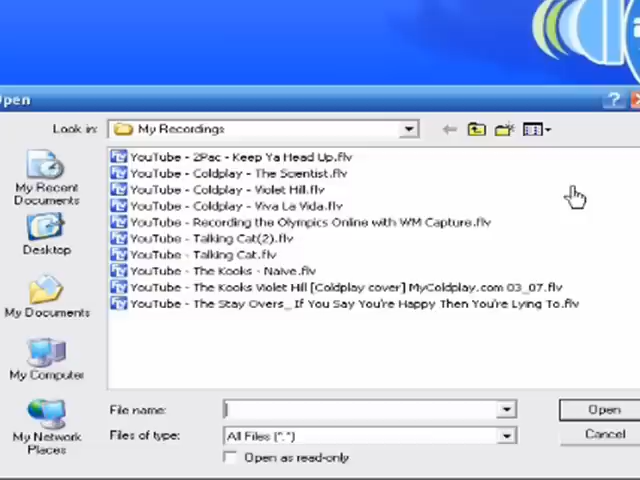 Open
Look in:
My Recordings
YouTube - 2Pac - Keep Ya Head Up.flv
YouTube - Coldplay - The Scientist.flv
YouTube - Coldplay - Violet Hill.flv
YouTube - Coldplay - Viva La Vida.flv
YouTube - Recording the Olympics Online with WM Capture.flv
YouTube - Talking Cat(2).flv
YouTube - Talking Cat.flv
YouTube - The Kooks - Naive.flv
YouTube - The Kooks Violet Hill [Coldplay cover] MyColdplay.com 03_07.flv
YouTube - The Stay Overs_ If You Say You're Happy Then You're Lying To.flv
My Recent
Documents
Desktop
My Documents
My Computer
My Network
Places
File name:
Open
Files of type:
All Files (*.*)
Cancel
Open as read-only